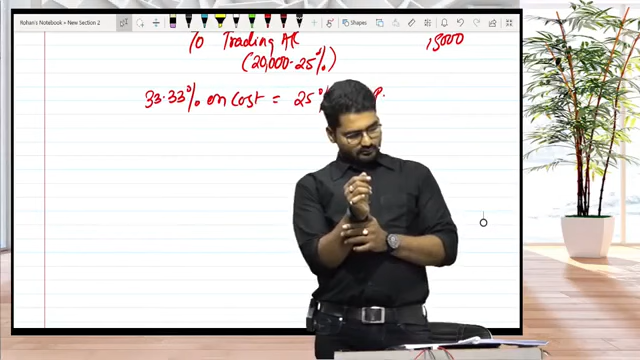 Rohan's Notebook » New Section 2
Shapes
To Trading A/c 15000
(20,000-25%)
33.33% on cost = 25%